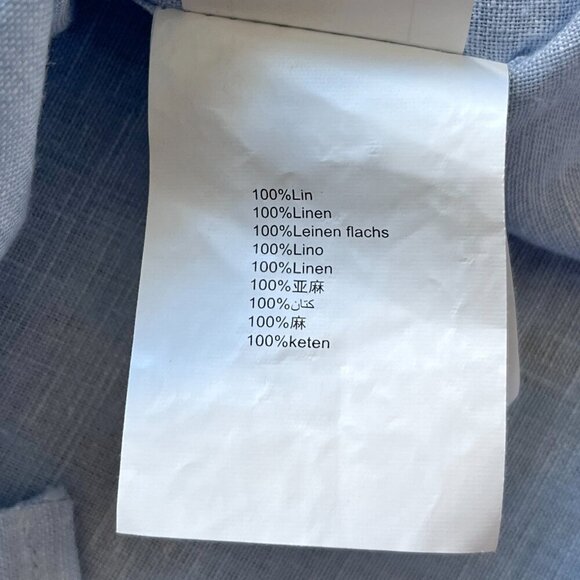 100%Lin
100%Linen
100%Leinen flachs
100%Lino
100%Linen
100%亚麻
100%كتان
100%麻
100%keten